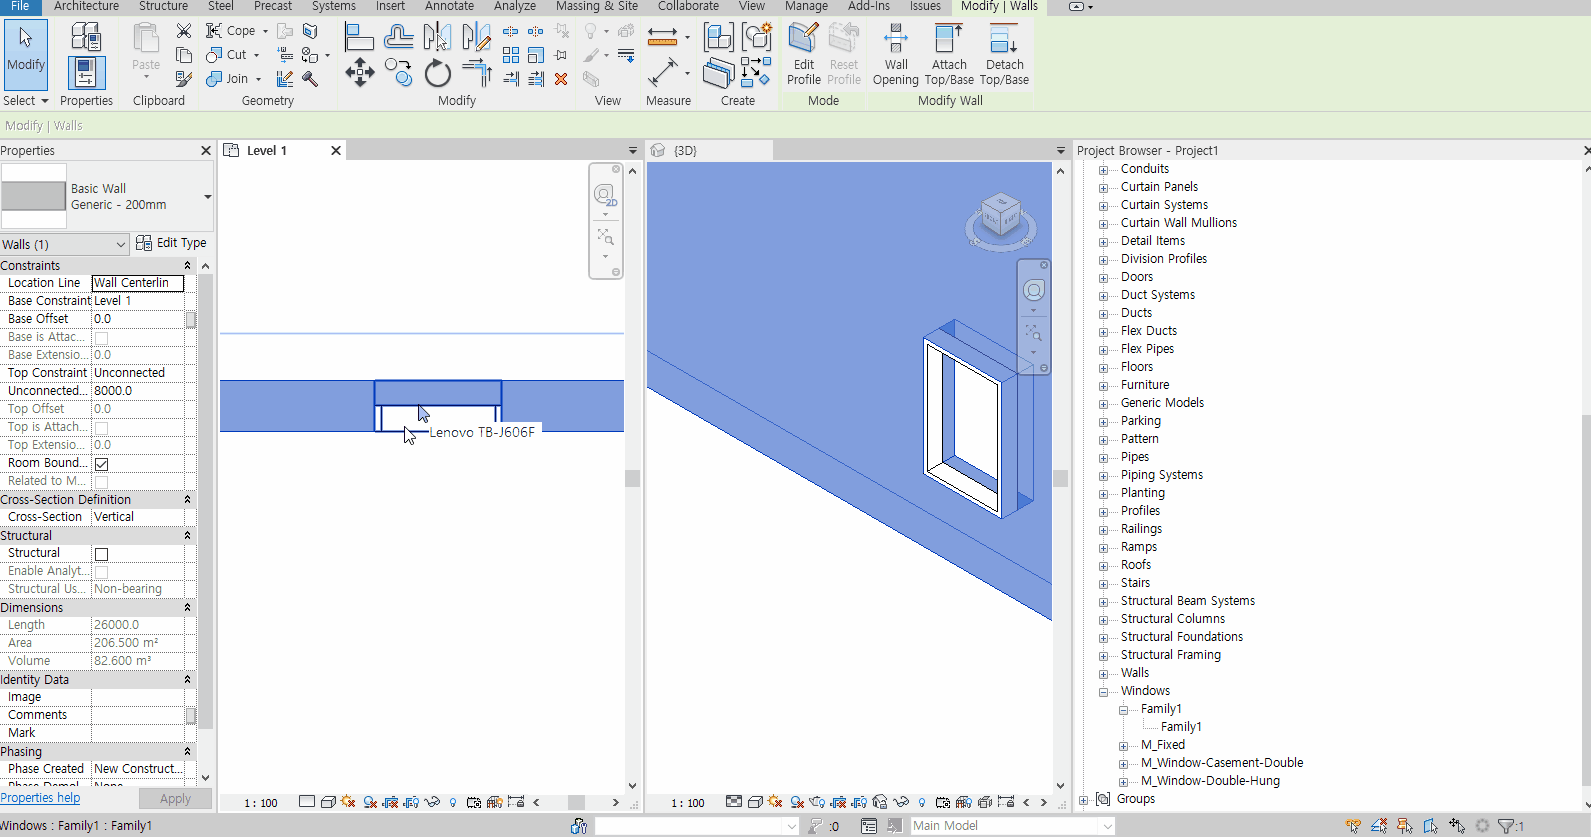 File Architecture Structure Steel Precast Systems Insert Annotate Analyze Massing & Site Collaborate View Manage Add-Ins Issues Modify | Walls
Modify
Select
Properties
Paste
Clipboard
Cope
Cut
Join
Geometry
Modify
View
Measure
Create
Edit Profile
Reset Profile
Mode
Wall Opening
Attach Top/Base
Detach Top/Base
Modify Wall
Modify | Walls
Properties
Basic Wall
Generic - 200mm
Walls (1)
Edit Type
Constraints
Location Line Wall Centerlin
Base Constraint Level 1
Base Offset 0.0
Base is Attac...
Base Extensio... 0.0
Top Constraint Unconnected
Unconnected... 8000.0
Top Offset 0.0
Top is Attach...
Top Extensio... 0.0
Room Bound...
Related to M...
Cross-Section Definition
Cross-Section Vertical
Structural
Structural
Enable Analyt...
Structural Us... Non-bearing
Dimensions
Length 26000.0
Area 206.500 m²
Volume 82.600 m³
Identity Data
Image
Comments
Mark
Phasing
Phase Created New Construct...
Properties help
Apply
Level 1
2D
Lenovo TB-J606F
1 : 100
{3D}
1 : 100
Project Browser - Project1
Conduits
Curtain Panels
Curtain Systems
Curtain Wall Mullions
Detail Items
Division Profiles
Doors
Duct Systems
Ducts
Flex Ducts
Flex Pipes
Floors
Furniture
Generic Models
Parking
Pattern
Pipes
Piping Systems
Planting
Profiles
Railings
Ramps
Roofs
Stairs
Structural Beam Systems
Structural Columns
Structural Foundations
Structural Framing
Walls
Windows
Family1
Family1
M_Fixed
M_Window-Casement-Double
M_Window-Double-Hung
Groups
Windows : Family1 : Family1
:0
Main Model
:1